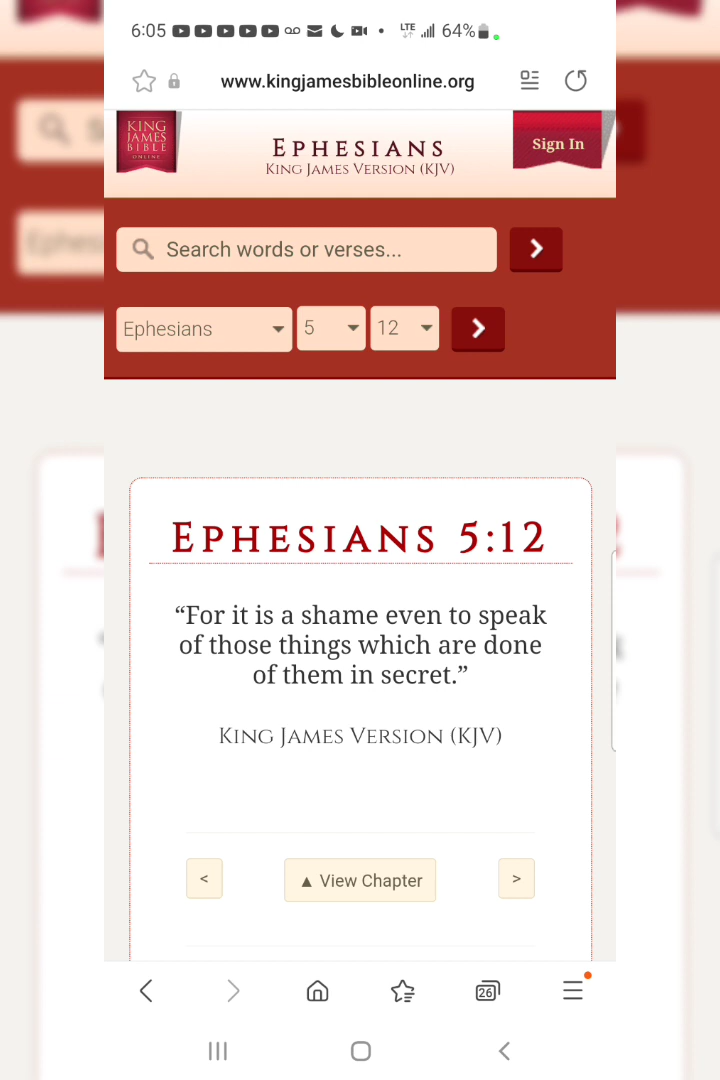 6:05 LTE 64%
www.kingjamesbibleonline.org
KING
JAMES
BIBLE
ONLINE
EPHESIANS
KING JAMES VERSION (KJV)
Sign In
Search words or verses...
Ephesians 5 12
EPHESIANS 5:12
“For it is a shame even to speak
of those things which are done
of them in secret.”
KING JAMES VERSION (KJV)
< ▲ View Chapter >
26